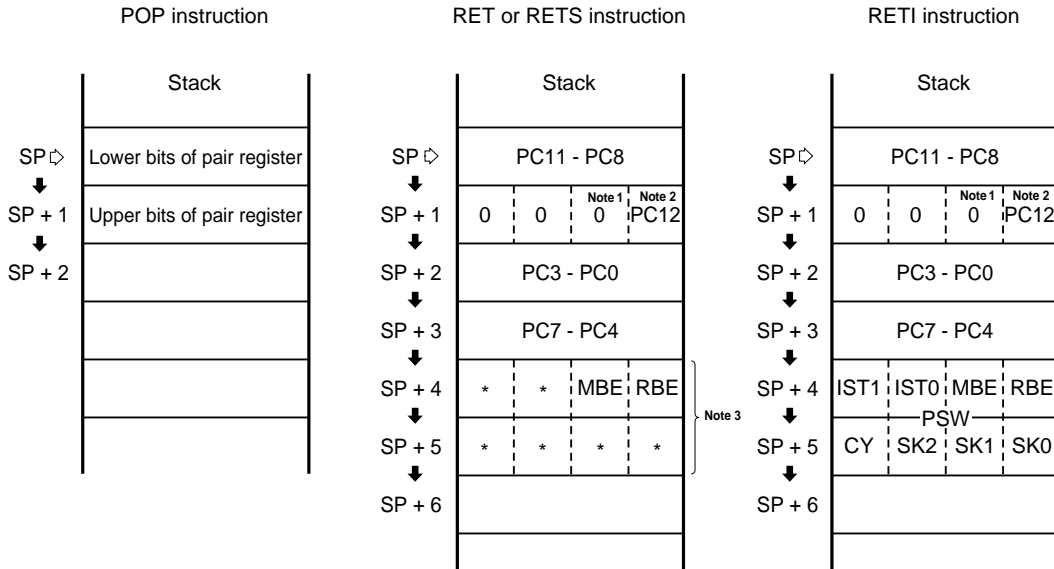 POP instruction
RET or RETS instruction
RETI instruction
Stack
Stack
Stack
SP
Lower bits of pair register
SP
PC11 - PC8
SP
PC11 - PC8
SP + 1
Upper bits of pair register
SP + 1
0 0 0 Note 1 PC12 Note 2
SP + 1
0 0 0 Note 1 PC12 Note 2
SP + 2
SP + 2
PC3 - PC0
SP + 2
PC3 - PC0
SP + 3
PC7 - PC4
SP + 3
PC7 - PC4
SP + 4
* * MBE RBE
SP + 4
IST1 IST0 MBE RBE
Note 3
PSW
SP + 5
* * * *
SP + 5
CY SK2 SK1 SK0
SP + 6
SP + 6